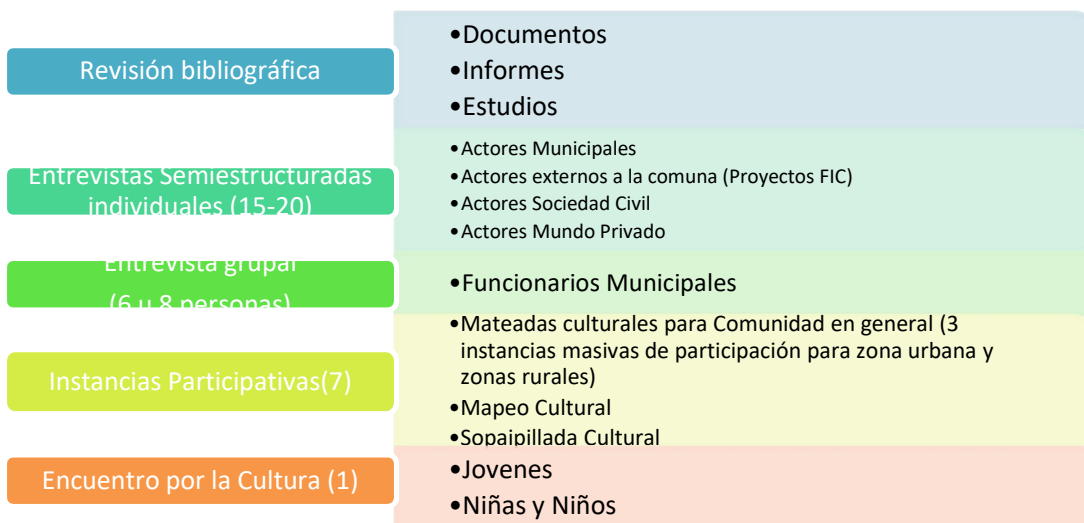 Revisión bibliográfica
•Documentos
•Informes
•Estudios
Entrevistas Semiestructuradas
individuales (15-20)
•Actores Municipales
•Actores externos a la comuna (Proyectos FIC)
•Actores Sociedad Civil
•Actores Mundo Privado
Entrevista grupal
(6 u 8 personas)
•Funcionarios Municipales
Instancias Participativas(7)
•Mateadas culturales para Comunidad en general (3
instancias masivas de participación para zona urbana y
zonas rurales)
•Mapeo Cultural
•Sopaipillada Cultural
Encuentro por la Cultura (1)
•Jovenes
•Niñas y Niños